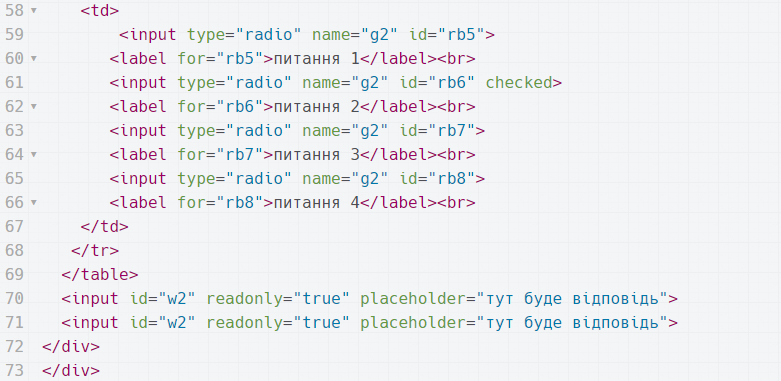 58 <td>
59 <input type="radio" name="g2" id="rb5">
60 <label for="rb5">питання 1</label><br>
61 <input type="radio" name="g2" id="rb6" checked>
62 <label for="rb6">питання 2</label><br>
63 <input type="radio" name="g2" id="rb7">
64 <label for="rb7">питання 3</label><br>
65 <input type="radio" name="g2" id="rb8">
66 <label for="rb8">питання 4</label><br>
67 </td>
68 </tr>
69 </table>
70 <input id="w2" readonly="true" placeholder="тут буде відповідь">
71 <input id="w2" readonly="true" placeholder="тут буде відповідь">
72 </div>
73 </div>